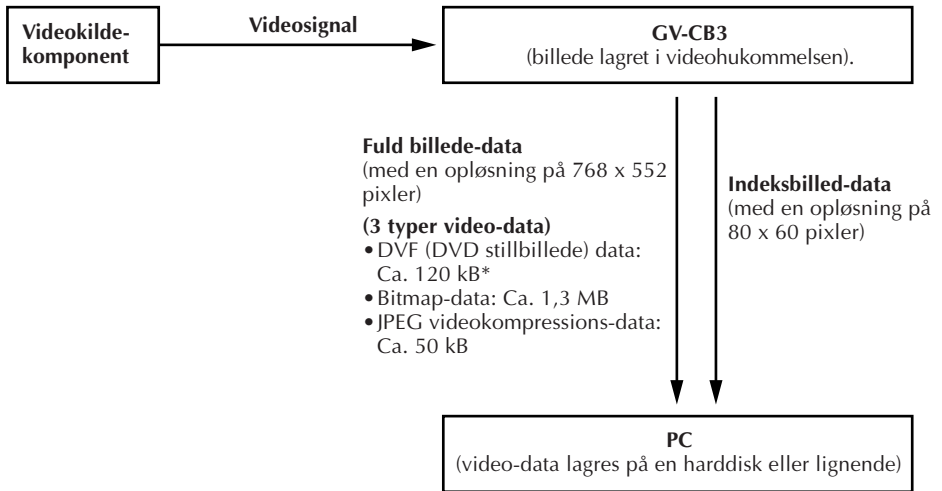 Videokilde-
komponent
Videosignal
GV-CB3
(billede lagret i videohukommelsen).
Fuld billede-data
(med en opløsning på 768 x 552
pixler)
(3 typer video-data)
•DVF (DVD stillbillede) data:
Ca. 120 kB*
•Bitmap-data: Ca. 1,3 MB
•JPEG videokompressions-data:
Ca. 50 kB
Indeksbilled-data
(med en opløsning på
80 x 60 pixler)
PC
(video-data lagres på en harddisk eller lignende)